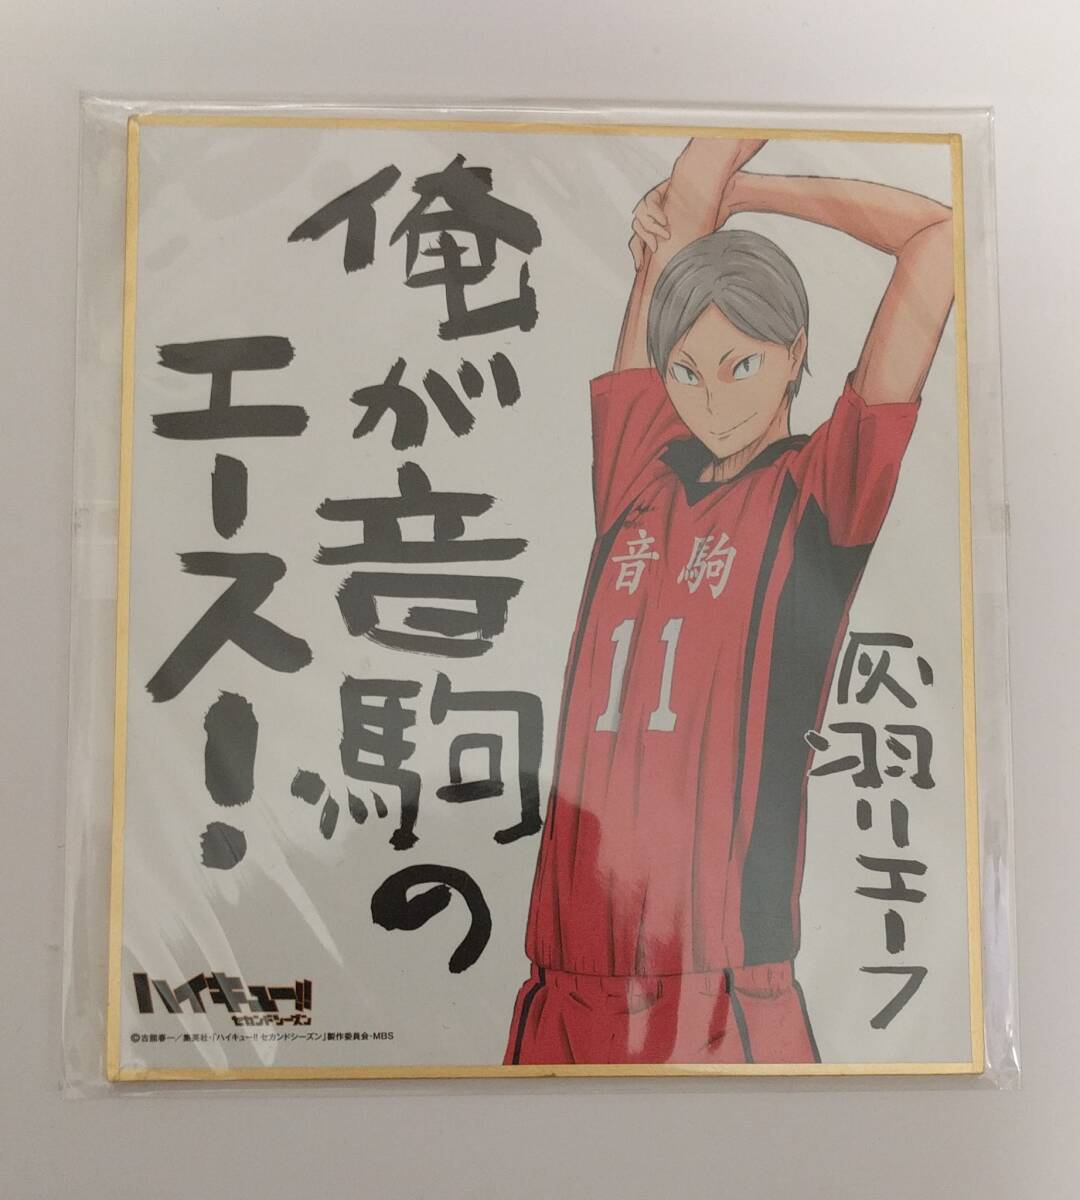 俺が音駒の
エース!
音駒
11
灰羽リエーフ
ハイキュー!!
セカンドシーズン
©古舘春一/集英社・「ハイキュー!! セカンドシーズン」製作委員会・MBS